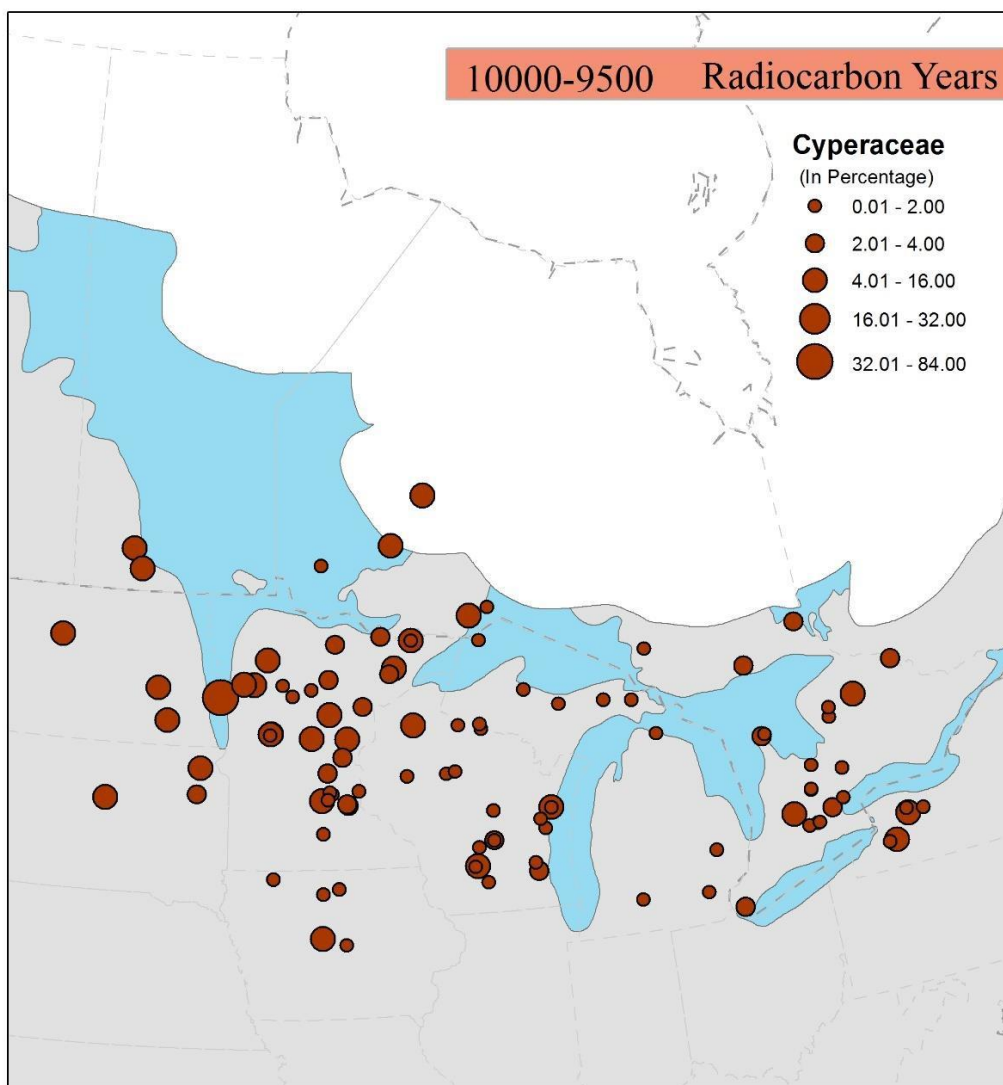 10000-9500 Radiocarbon Years
Cyperaceae
(In Percentage)
0.01 - 2.00
2.01 - 4.00
4.01 - 16.00
16.01 - 32.00
32.01 - 84.00